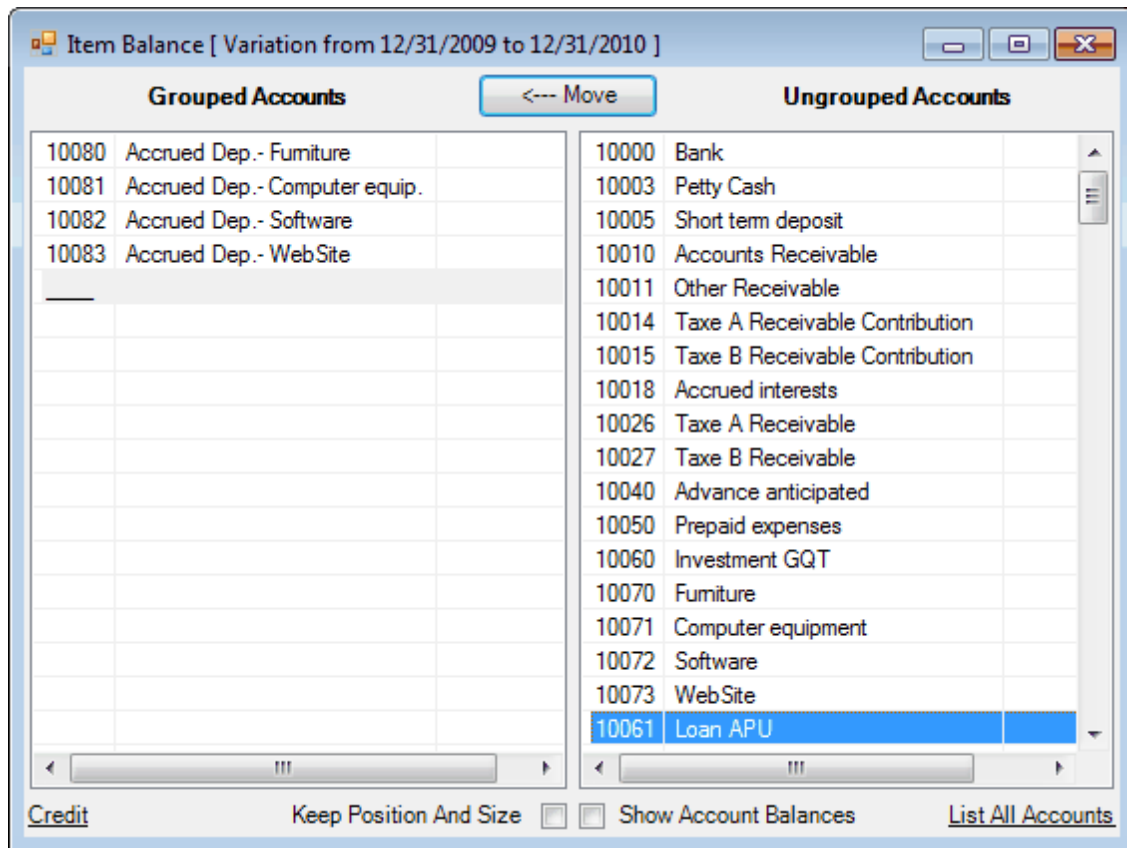 Item Balance [ Variation from 12/31/2009 to 12/31/2010 ]
Grouped Accounts
<--- Move
Ungrouped Accounts
10080 Accrued Dep.- Furniture
10081 Accrued Dep.- Computer equip.
10082 Accrued Dep.- Software
10083 Accrued Dep.- WebSite
____
10000 Bank
10003 Petty Cash
10005 Short term deposit
10010 Accounts Receivable
10011 Other Receivable
10014 Taxe A Receivable Contribution
10015 Taxe B Receivable Contribution
10018 Accrued interests
10026 Taxe A Receivable
10027 Taxe B Receivable
10040 Advance anticipated
10050 Prepaid expenses
10060 Investment GQT
10070 Furniture
10071 Computer equipment
10072 Software
10073 WebSite
10061 Loan APU
Credit
Keep Position And Size
Show Account Balances
List All Accounts